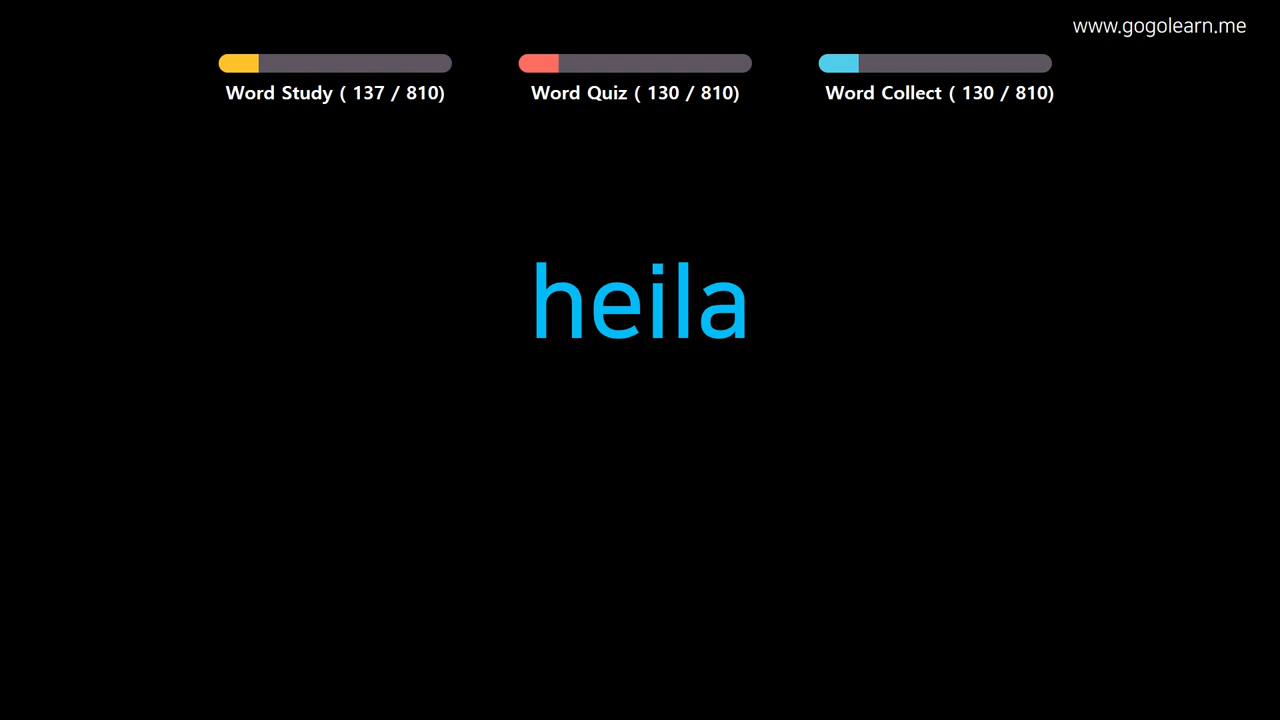 www.gogolearn.me
Word Study ( 137 / 810)
Word Quiz ( 130 / 810)
Word Collect ( 130 / 810)
heila